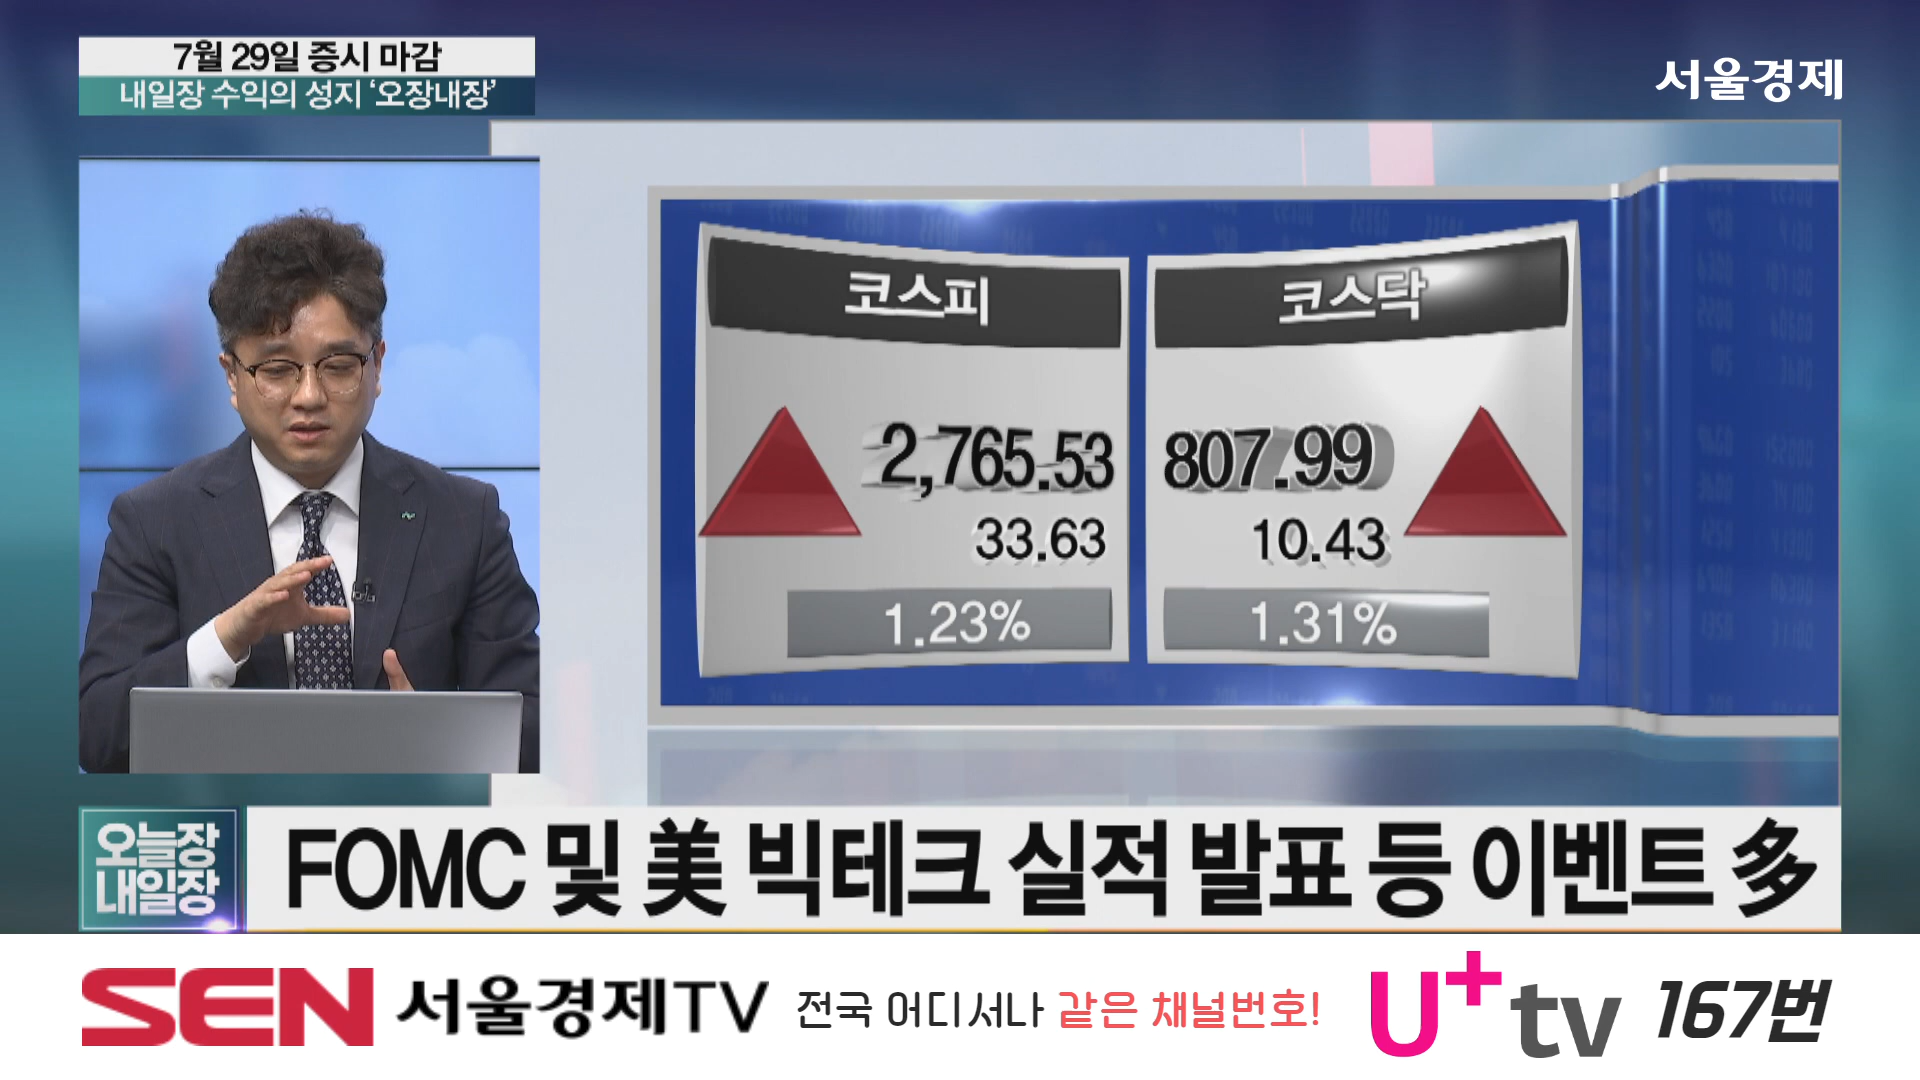 7월 29일 증시 마감
내일장 수익의 성지 ‘오장내장’
서울경제
코스피
2,765.53
33.63
1.23%
코스닥
807.99
10.43
1.31%
오늘장
내일장
FOMC 및 美 빅테크 실적 발표 등 이벤트 多
SEN 서울경제TV 전국 어디서나 같은 채널번호! U+tv 167번